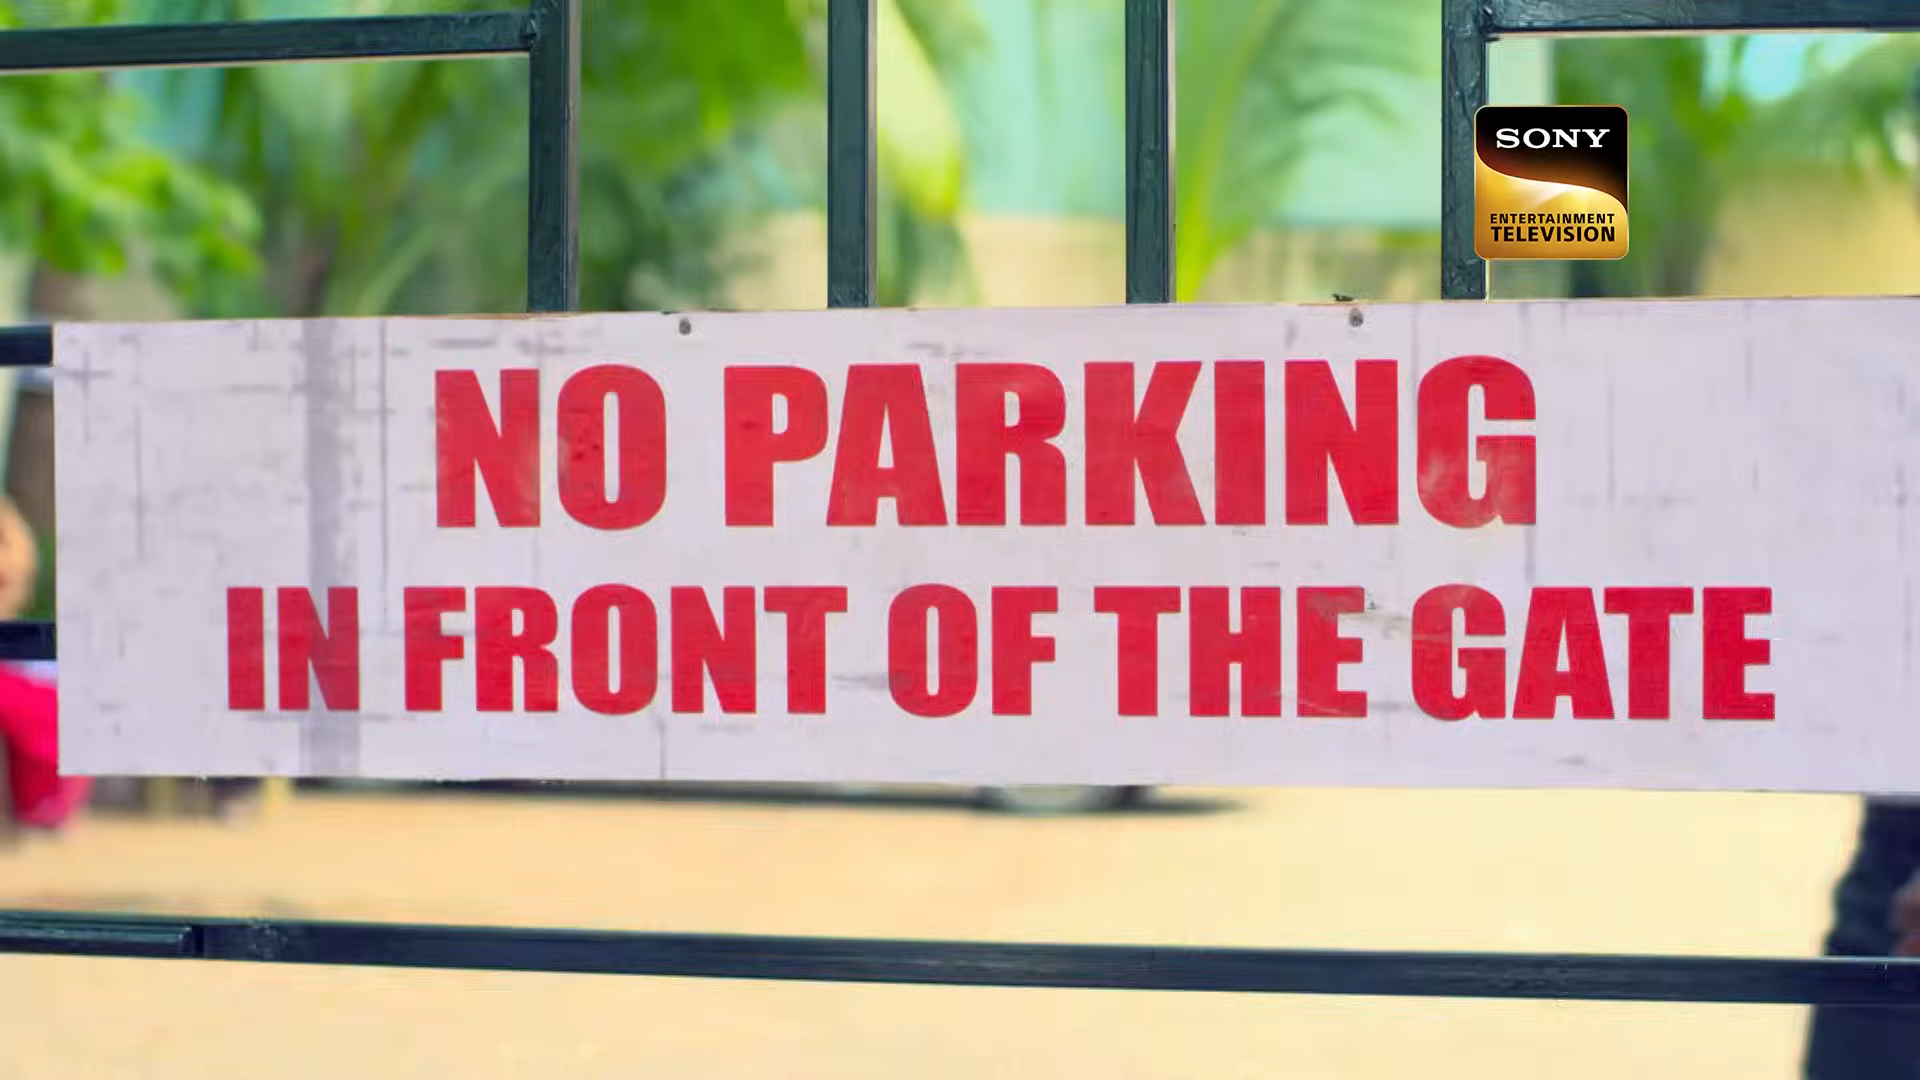 SONY
ENTERTAINMENT
TELEVISION
NO PARKING
IN FRONT OF THE GATE